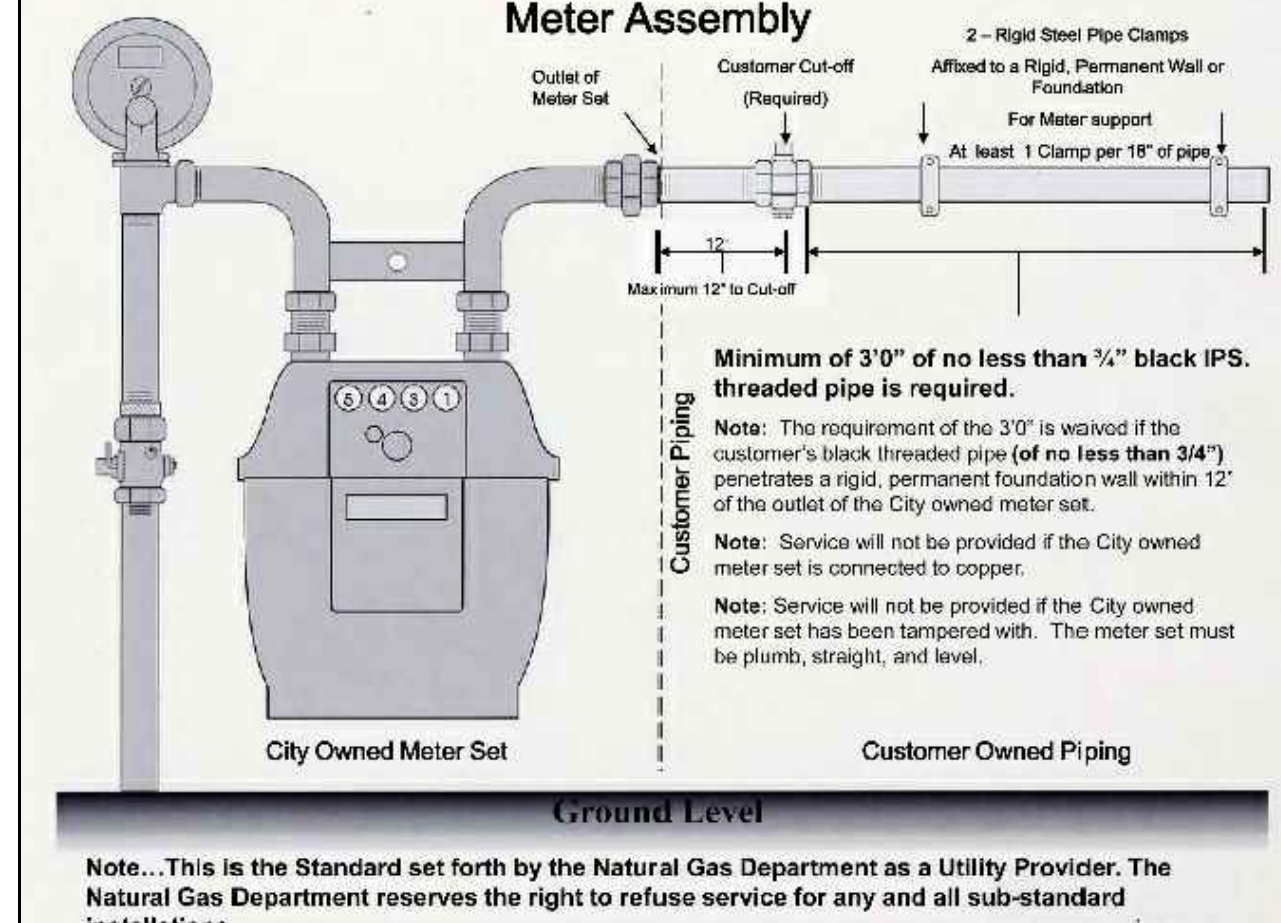 Meter Assembly
2 – Rigid Steel Pipe Clamps
Affixed to a Rigid, Permanent Wall or
Foundation
For Meter support
At least 1 Clamp per 18" of pipe
Customer Cut-off
(Required)
Outlet of
Meter Set
12"
Maximum 12" to Cut-off
5 4 3 1
Minimum of 3'0” of no less than ¾” black IPS.
threaded pipe is required.
Note: The requirement of the 3'0” is waived if the
customer's black threaded pipe (of no less than 3/4”)
penetrates a rigid, permanent foundation wall within 12"
of the outlet of the City owned meter set.
Note: Service will not be provided if the City owned
meter set is connected to copper.
Note: Service will not be provided if the City owned
meter set has been tampered with. The meter set must
be plumb, straight, and level.
Customer Piping
City Owned Meter Set
Customer Owned Piping
Ground Level
Note...This is the Standard set forth by the Natural Gas Department as a Utility Provider. The
Natural Gas Department reserves the right to refuse service for any and all sub-standard